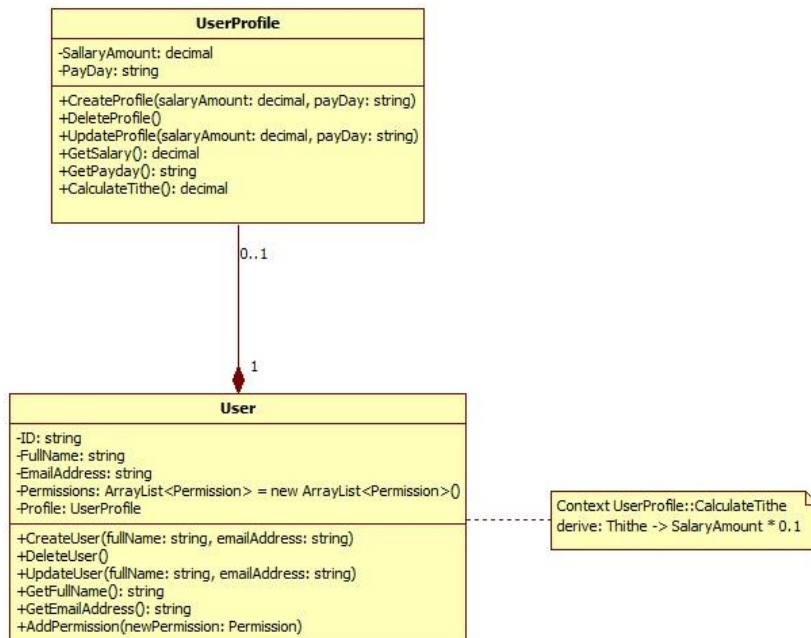 UserProfile
-SallaryAmount: decimal
-PayDay: string
+CreateProfile(salaryAmount: decimal, payDay: string)
+DeleteProfile()
+UpdateProfile(salaryAmount: decimal, payDay: string)
+GetSalary(): decimal
+GetPayday(): string
+CalculateTithe(): decimal
0..1
1
User
-ID: string
-FullName: string
-EmailAddress: string
-Permissions: ArrayList<Permission> = new ArrayList<Permission>()
-Profile: UserProfile
+CreateUser(fullName: string, emailAddress: string)
+DeleteUser()
+UpdateUser(fullName: string, emailAddress: string)
+GetFullName(): string
+GetEmailAddress(): string
+AddPermission(newPermission: Permission)
Context UserProfile::CalculateTithe
derive: Thithe -> SalaryAmount * 0.1